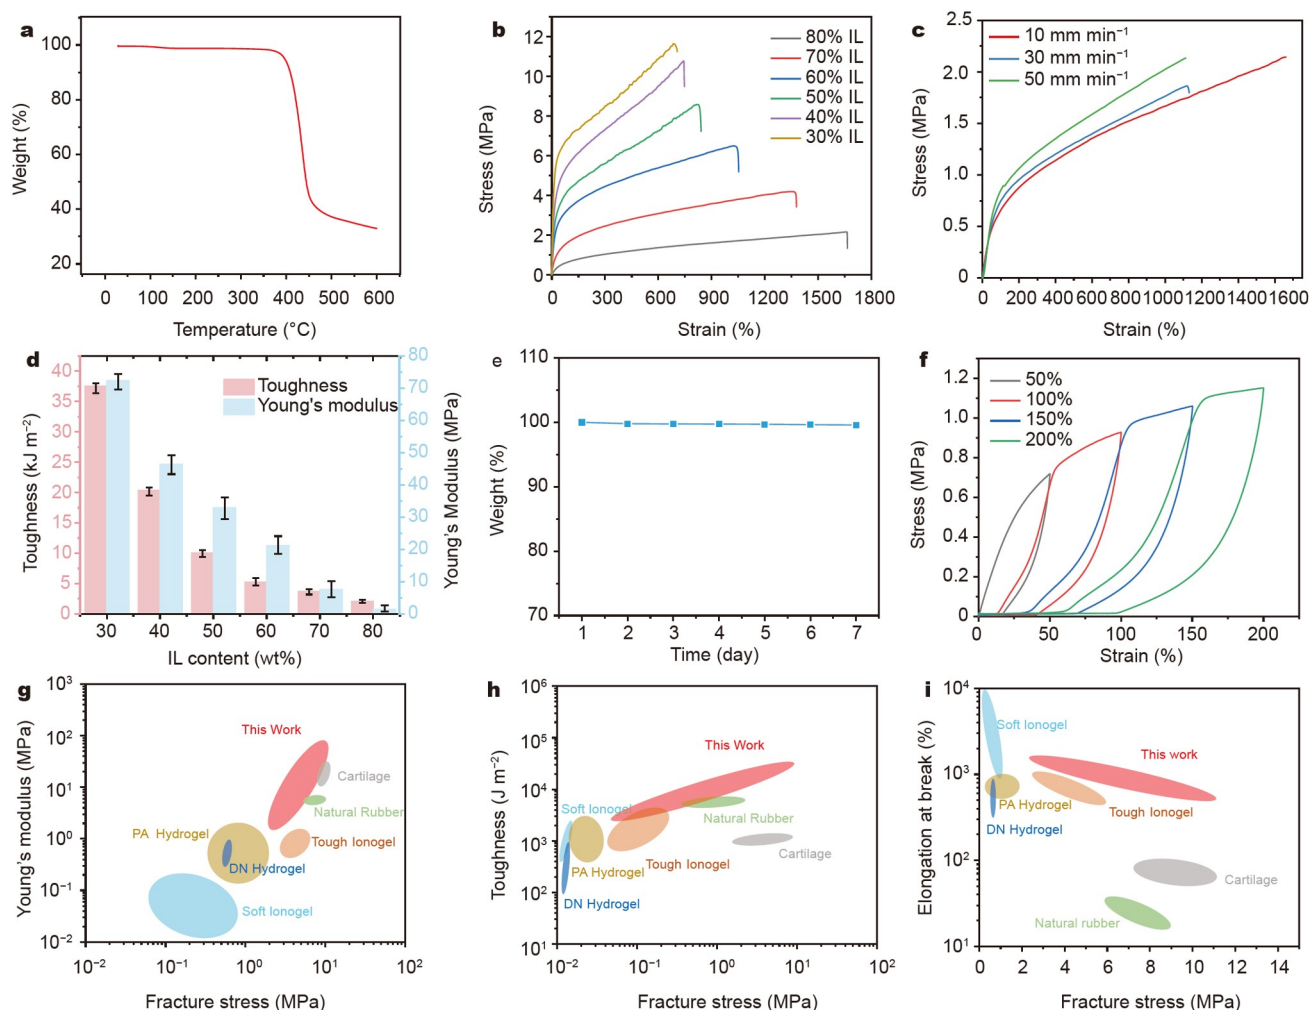 a
100
80
60
40
20
Weight (%)
0 100 200 300 400 500 600
Temperature (°C)
b
12
10
8
6
4
2
0
Stress (MPa)
80% IL
70% IL
60% IL
50% IL
40% IL
30% IL
0 300 600 900 1200 1500 1800
Strain (%)
c
2.5
2.0
1.5
1.0
0.5
0
Stress (MPa)
10 mm min⁻¹
30 mm min⁻¹
50 mm min⁻¹
0 200 400 600 800 1000 1200 1400 1600
Strain (%)
d
40
35
30
25
20
15
10
5
0
Toughness (kJ m⁻²)
Toughness
Young's modulus
80
70
60
50
40
30
20
10
0
Young's Modulus (MPa)
30 40 50 60 70 80
IL content (wt%)
e
110
100
90
80
70
Weight (%)
1 2 3 4 5 6 7
Time (day)
f
1.2
1.0
0.8
0.6
0.4
0.2
0
Stress (MPa)
50%
100%
150%
200%
0 50 100 150 200
Strain (%)
g
10³
10²
10¹
10⁰
10⁻¹
10⁻²
Young's modulus (MPa)
This Work
Cartilage
Natural Rubber
PA Hydrogel
Tough Ionogel
DN Hydrogel
Soft Ionogel
10⁻² 10⁻¹ 10⁰ 10¹ 10²
Fracture stress (MPa)
h
10⁶
10⁵
10⁴
10³
10²
10¹
Toughness (J m⁻²)
This Work
Soft Ionogel
Natural Rubber
Cartilage
Tough Ionogel
PA Hydrogel
DN Hydrogel
10⁻² 10⁻¹ 10⁰ 10¹ 10²
Fracture stress (MPa)
i
10⁴
10³
10²
10¹
Elongation at break (%)
Soft Ionogel
This work
PA Hydrogel
Tough Ionogel
DN Hydrogel
Cartilage
Natural rubber
0 2 4 6 8 10 12 14
Fracture stress (MPa)